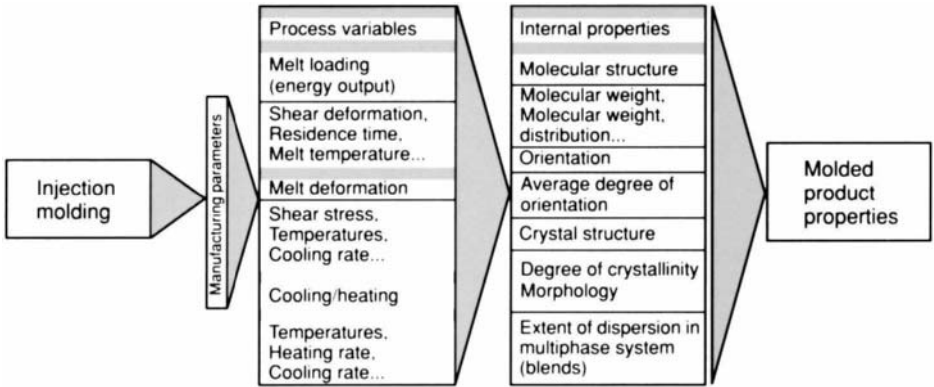 Injection
molding
Manufacturing parameters
Process variables
Melt loading
(energy output)
Shear deformation,
Residence time,
Melt temperature...
Melt deformation
Shear stress,
Temperatures,
Cooling rate...
Cooling/heating
Temperatures,
Heating rate,
Cooling rate...
Internal properties
Molecular structure
Molecular weight,
Molecular weight,
distribution...
Orientation
Average degree of
orientation
Crystal structure
Degree of crystallinity
Morphology
Extent of dispersion in
multiphase system
(blends)
Molded
product
properties